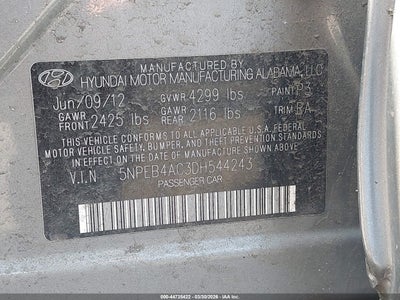 MANUFACTURED BY
HYUNDAI MOTOR MANUFACTURING ALABAMA, LLC
Jun/09/12 GVWR 4299 lbs PAINT P3
GAWR FRONT 2425 lbs GAWR REAR 2116 lbs TRIM BA
THIS VEHICLE CONFORMS TO ALL APPLICABLE U.S.A. FEDERAL
MOTOR VEHICLE SAFETY, BUMPER, AND THEFT PREVENTION STANDARDS
IN EFFECT ON THE DATE OF MANUFACTURE SHOWN ABOVE.
V.I.N 5NPEB4AC3DH544243
PASSENGER CAR
000-44735422 - 03/30/2026 - IAA Inc.